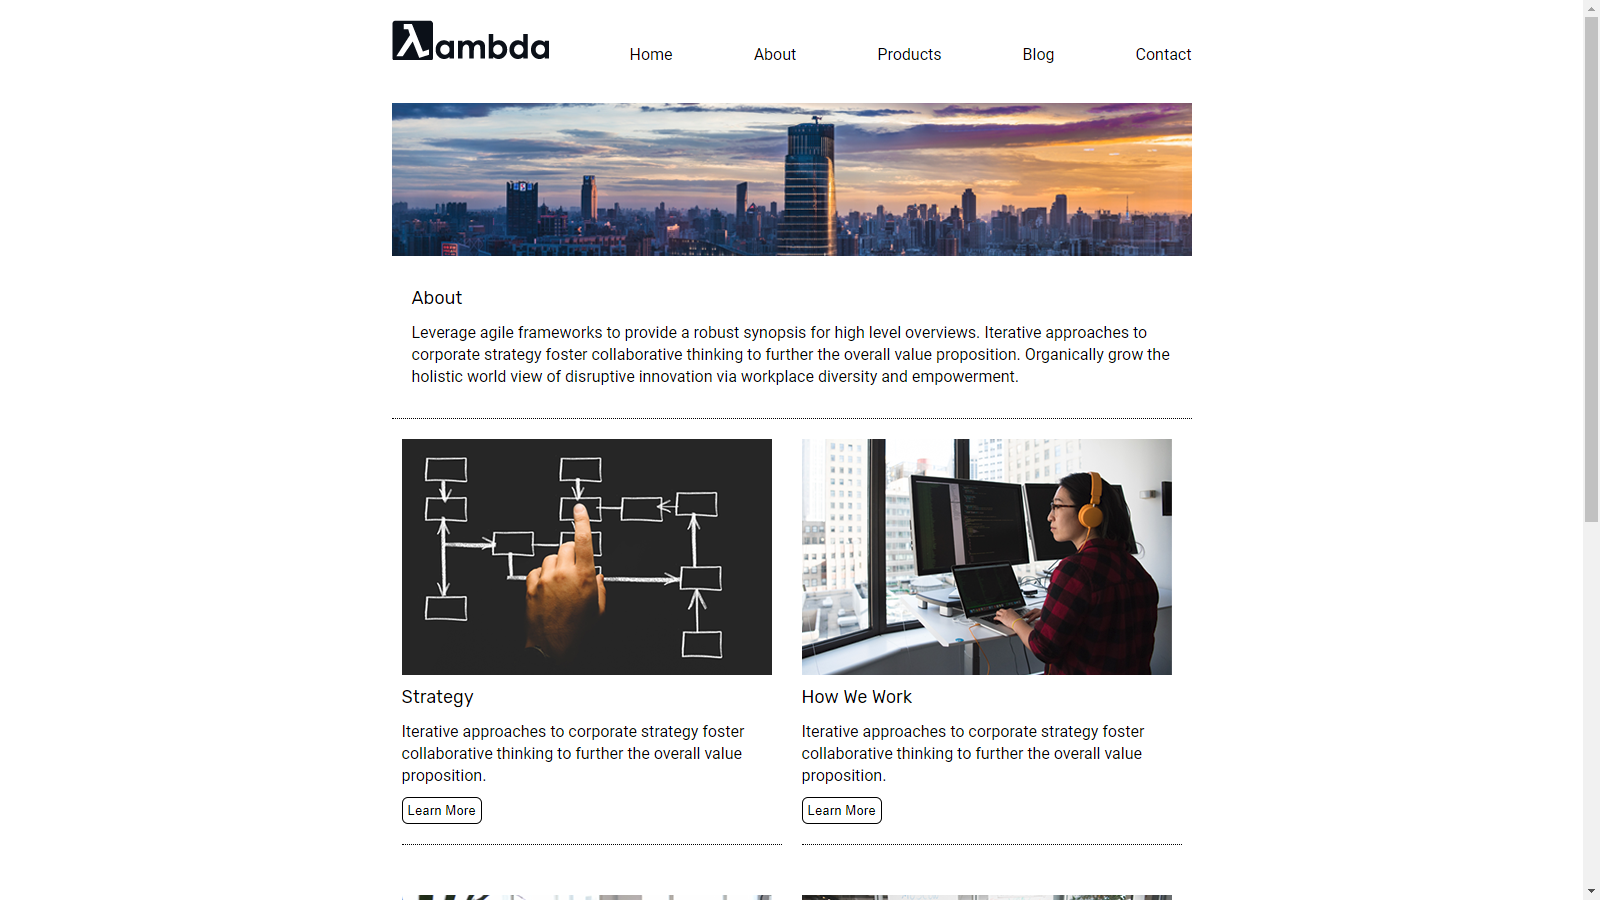 λambda
Home About Products Blog Contact
About
Leverage agile frameworks to provide a robust synopsis for high level overviews. Iterative approaches to
corporate strategy foster collaborative thinking to further the overall value proposition. Organically grow the
holistic world view of disruptive innovation via workplace diversity and empowerment.
Strategy
Iterative approaches to corporate strategy foster
collaborative thinking to further the overall value
proposition.
Learn More
How We Work
Iterative approaches to corporate strategy foster
collaborative thinking to further the overall value
proposition.
Learn More